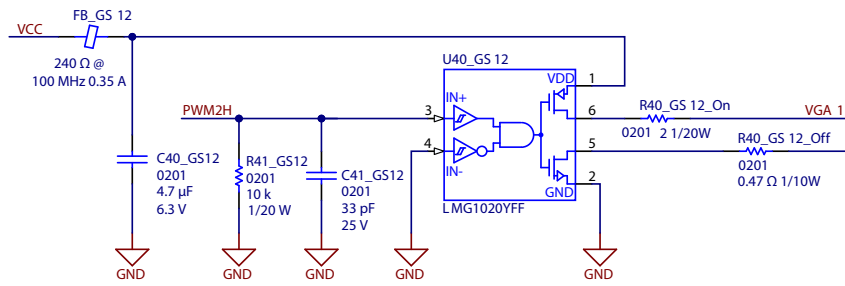 FB_GS 12
VCC
240 Ω @
100 MHz 0.35 A
U40_GS 12
VDD
1
IN+
PWM2H
3
6
R40_GS 12_On
0201 2 1/20W
VGA_1
4
5
R40_GS 12_Off
0201
0.47 Ω 1/10W
IN-
GND
2
LMG1020YFF
C40_GS12
0201
4.7 µF
6.3 V
R41_GS12
0201
10 k
1/20 W
C41_GS12
0201
33 pF
25 V
GND
GND
GND
GND
GND